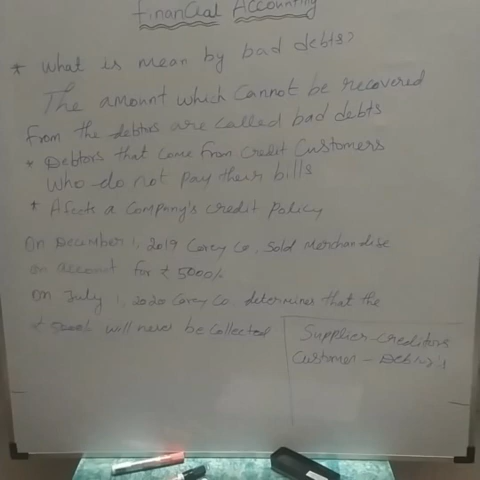 Financial Accounting
* What is mean by bad debts?
The amount which cannot be recovered
from the debtors are called bad debts
* Debtors that come from credit customers
who do not pay their bills
* Afects a Company's credit Policy
On December 1, 2019 Corey Co. Sold Merchandise
on account for ₹ 5000/-
On July 1, 2020 Corey Co. determines that the
₹ 5000/- will never be collected
Supplier-creditors
Customer - Debtors